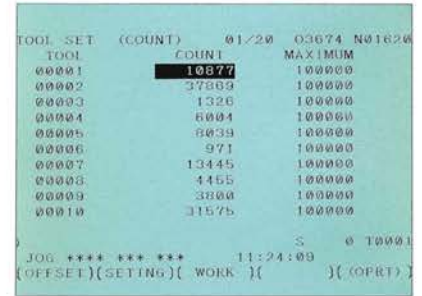 TOOL SET (COUNT) 01/20 O3674 N01620
TOOL COUNT MAXIMUM
00001 10877 100000
00002 37869 100000
00003 1326 100000
00004 6004 100000
00005 8039 100000
00006 971 100000
00007 13445 100000
00008 4455 100000
00009 3800 100000
00010 31575 100000
) S 0 T0001
JOG **** *** *** 11:24:09
(OFFSET)(SETING)( WORK )( )( (OPRT) )